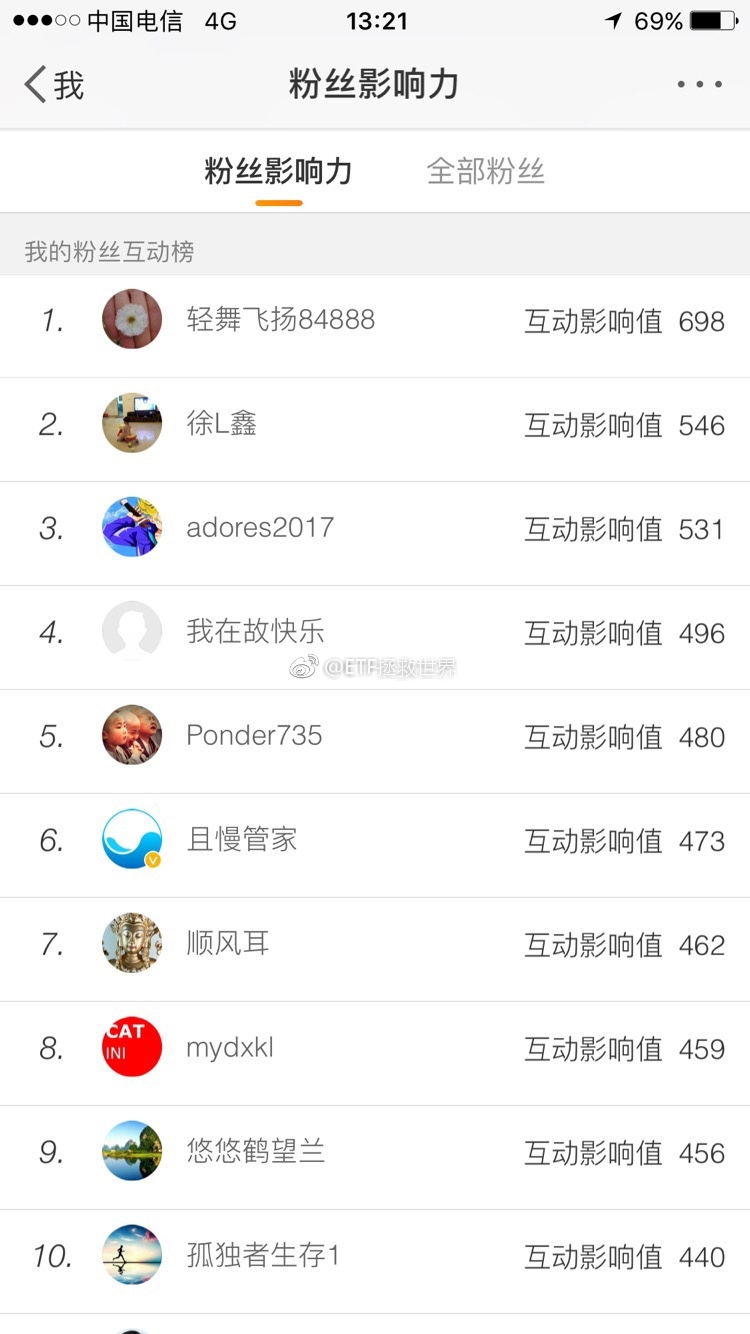 中国电信 4G 13:21 69%
我 粉丝影响力
粉丝影响力 全部粉丝
我的粉丝互动榜
1. 轻舞飞扬84888 互动影响值 698
2. 徐L鑫 互动影响值 546
3. adores2017 互动影响值 531
4. 我在故快乐 互动影响值 496
@ETF拯救世界
5. Ponder735 互动影响值 480
6. 且慢管家 互动影响值 473
7. 顺风耳 互动影响值 462
8. CAT INI mydxkl 互动影响值 459
9. 悠悠鹤望兰 互动影响值 456
10. 孤独者生存1 互动影响值 440